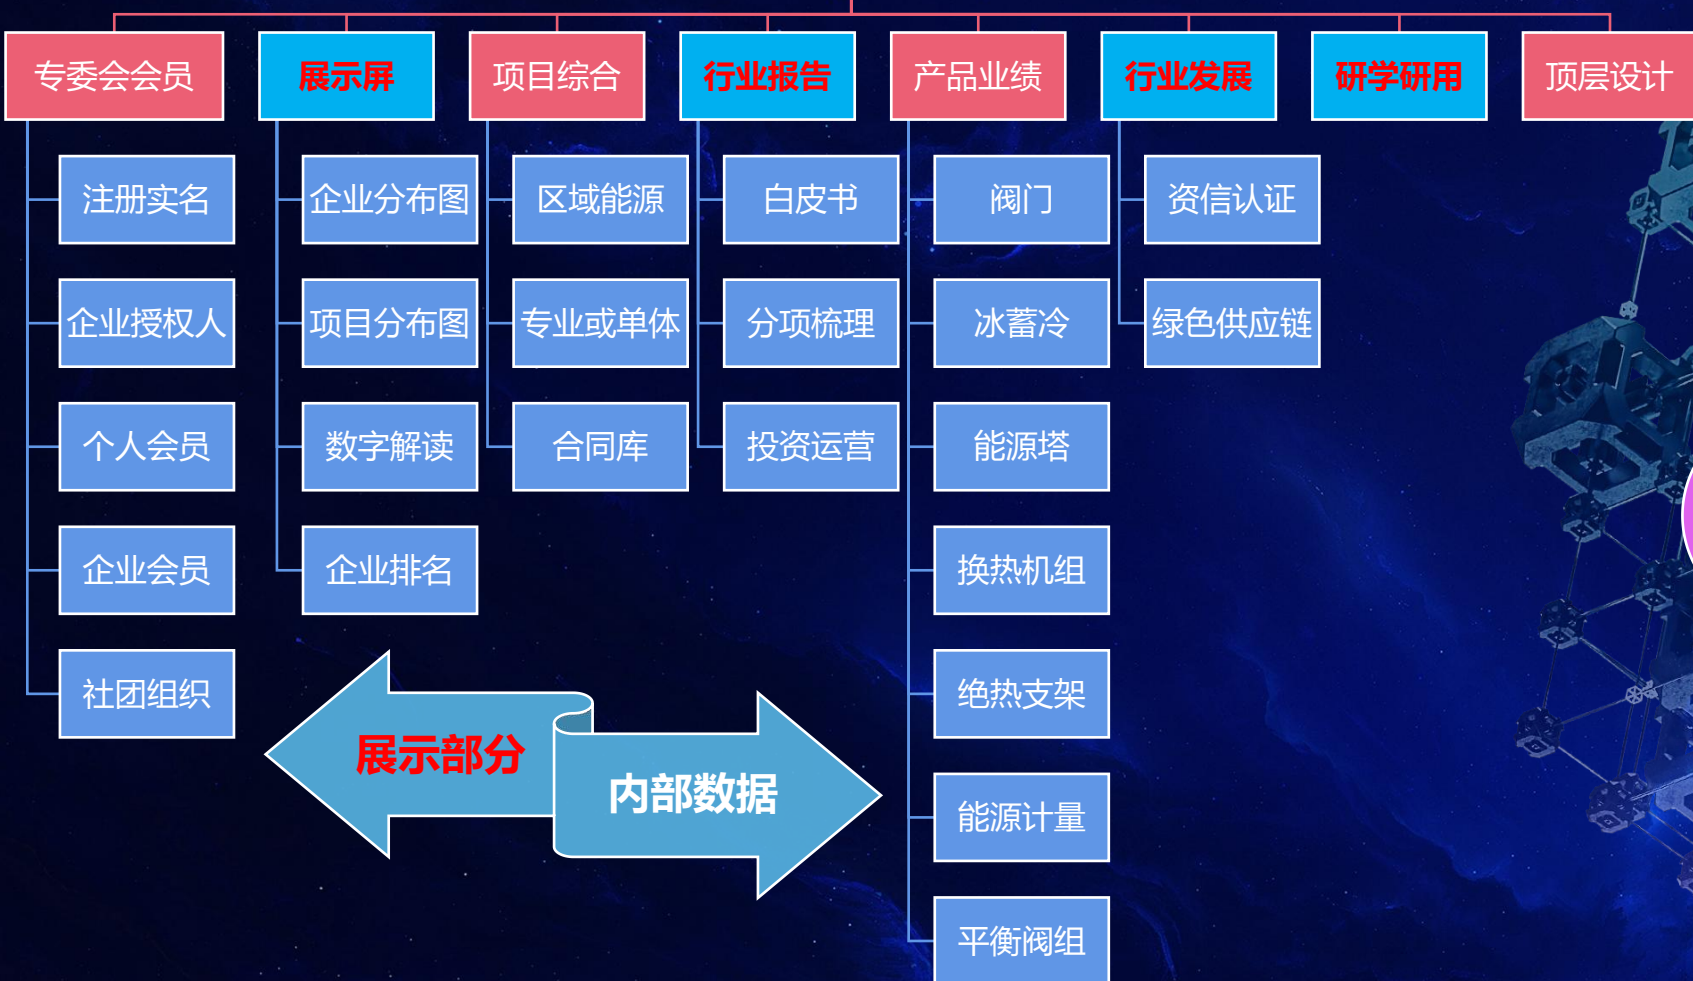 专委会会员
展示屏
项目综合
行业报告
产品业绩
行业发展
研学研用
顶层设计
注册实名
企业授权人
个人会员
企业会员
社团组织
企业分布图
项目分布图
数字解读
企业排名
区域能源
专业或单体
合同库
白皮书
分项梳理
投资运营
阀门
冰蓄冷
能源塔
换热机组
绝热支架
能源计量
平衡阀组
资信认证
绿色供应链
展示部分
内部数据